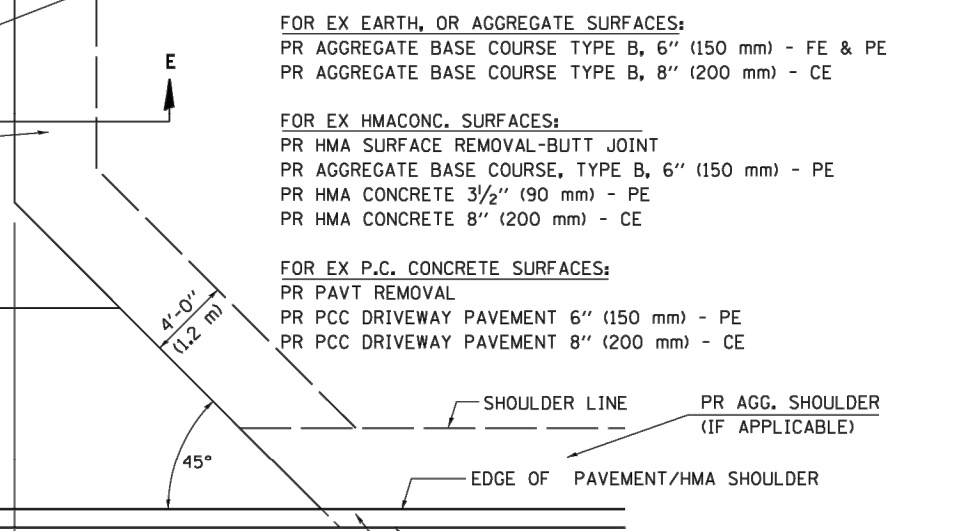 FOR EX EARTH, OR AGGREGATE SURFACES:
PR AGGREGATE BASE COURSE TYPE B, 6'' (150 mm) - FE & PE
PR AGGREGATE BASE COURSE TYPE B, 8'' (200 mm) - CE
E
FOR EX HMACONC. SURFACES:
PR HMA SURFACE REMOVAL-BUTT JOINT
PR AGGREGATE BASE COURSE, TYPE B, 6'' (150 mm) - PE
PR HMA CONCRETE 3½'' (90 mm) - PE
PR HMA CONCRETE 8'' (200 mm) - CE
FOR EX P.C. CONCRETE SURFACES:
PR PAVT REMOVAL
PR PCC DRIVEWAY PAVEMENT 6'' (150 mm) - PE
PR PCC DRIVEWAY PAVEMENT 8'' (200 mm) - CE
4'-0''
(1.2 m)
SHOULDER LINE
PR AGG. SHOULDER
(IF APPLICABLE)
45°
EDGE OF PAVEMENT/HMA SHOULDER